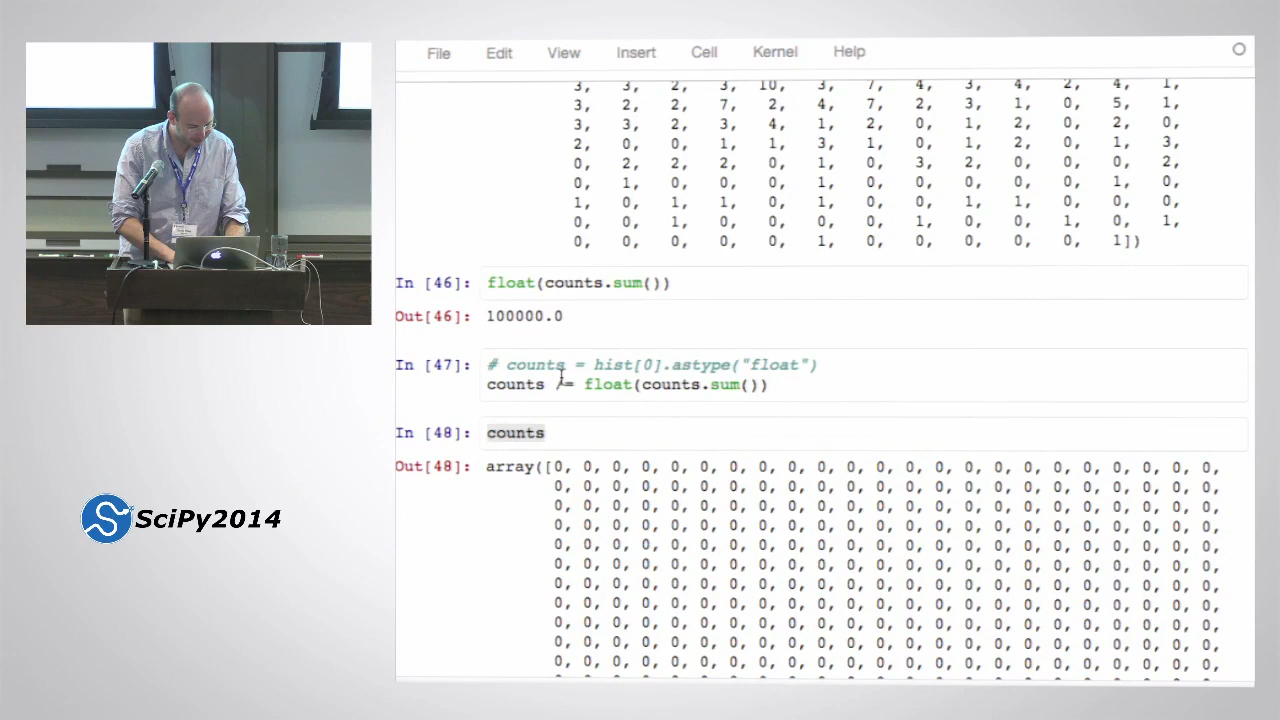 File Edit View Insert Cell Kernel Help
3, 3, 2, 3, 10, 3, 7, 4, 3, 4, 2, 4, 1,
3, 2, 2, 7, 2, 4, 7, 2, 3, 1, 0, 5, 1,
3, 3, 2, 3, 4, 1, 2, 0, 1, 2, 0, 2, 0,
2, 0, 0, 1, 1, 3, 1, 0, 1, 2, 0, 1, 3,
0, 2, 2, 2, 0, 1, 0, 3, 2, 0, 0, 0, 2,
0, 1, 0, 0, 0, 1, 0, 0, 0, 0, 0, 1, 0,
1, 0, 1, 1, 0, 1, 0, 0, 1, 1, 0, 0, 0,
0, 0, 1, 0, 0, 0, 0, 1, 0, 0, 1, 0, 1,
0, 0, 0, 0, 0, 1, 0, 0, 0, 0, 0, 1])
In [46]: float(counts.sum())
Out[46]: 100000.0
In [47]: # counts = hist[0].astype("float")
counts /= float(counts.sum())
In [48]: counts
Out[48]: array([0, 0, 0, 0, 0, 0, 0, 0, 0, 0, 0, 0, 0, 0, 0, 0, 0, 0, 0, 0, 0, 0, 0,
0, 0, 0, 0, 0, 0, 0, 0, 0, 0, 0, 0, 0, 0, 0, 0, 0, 0, 0, 0, 0, 0, 0,
0, 0, 0, 0, 0, 0, 0, 0, 0, 0, 0, 0, 0, 0, 0, 0, 0, 0, 0, 0, 0, 0, 0,
0, 0, 0, 0, 0, 0, 0, 0, 0, 0, 0, 0, 0, 0, 0, 0, 0, 0, 0, 0, 0, 0, 0,
0, 0, 0, 0, 0, 0, 0, 0, 0, 0, 0, 0, 0, 0, 0, 0, 0, 0, 0, 0, 0, 0, 0,
0, 0, 0, 0, 0, 0, 0, 0, 0, 0, 0, 0, 0, 0, 0, 0, 0, 0, 0, 0, 0, 0, 0,
0, 0, 0, 0, 0, 0, 0, 0, 0, 0, 0, 0, 0, 0, 0, 0, 0, 0, 0, 0, 0, 0, 0,
0, 0, 0, 0, 0, 0, 0, 0, 0, 0, 0, 0, 0, 0, 0, 0, 0, 0, 0, 0, 0, 0, 0,
0, 0, 0, 0, 0, 0, 0, 0, 0, 0, 0, 0, 0, 0, 0, 0, 0, 0, 0, 0, 0, 0, 0,
0, 0, 0, 0, 0, 0, 0, 0, 0, 0, 0, 0, 0, 0, 0, 0, 0, 0, 0, 0, 0, 0, 0,
0, 0, 0, 0, 0, 0, 0, 0, 0, 0, 0, 0, 0, 0, 0, 0, 0, 0, 0, 0, 0, 0, 0,
SciPy2014